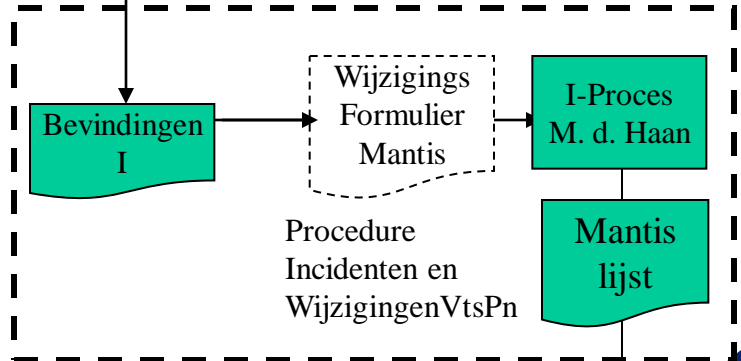 Bevindingen
I
Wijzigings
Formulier
Mantis
I-Proces
M. d. Haan
Procedure
Incidenten en
WijzigingenVtsPn
Mantis
lijst